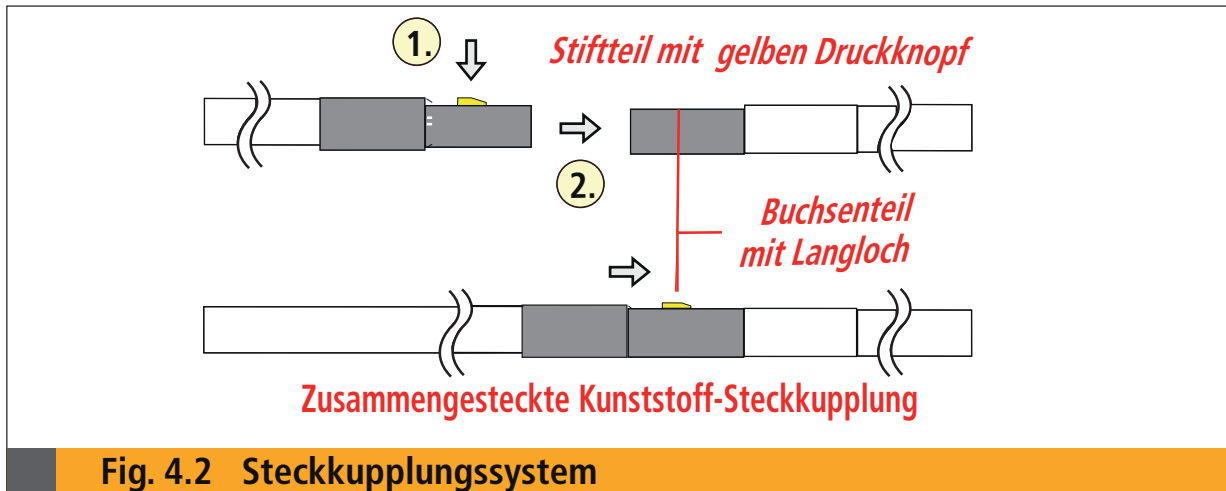 1.
Stiftteil mit gelben Druckknopf
2.
Buchsenteil
mit Langloch
Zusammengesteckte Kunststoff-Steckkupplung
Fig. 4.2 Steckkupplungssystem